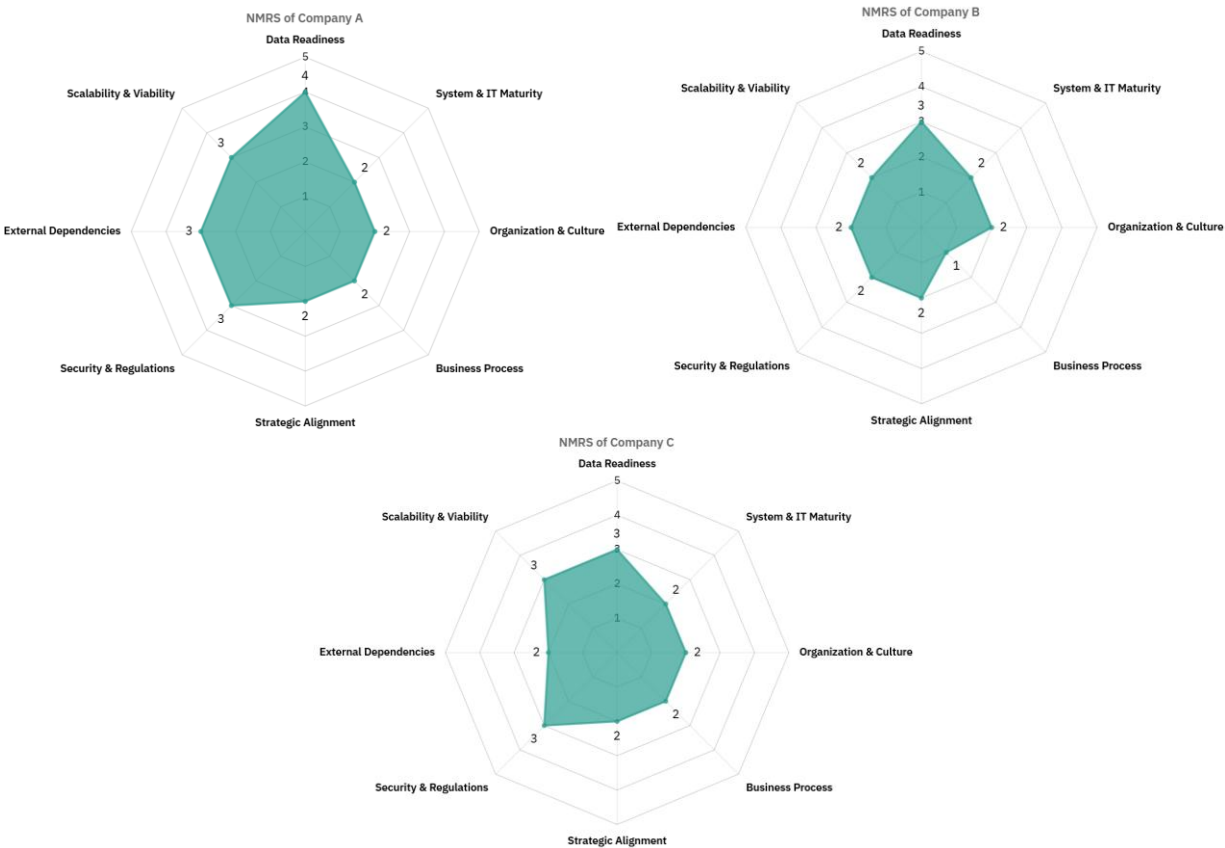 NMRS of Company A
Data Readiness
5
4
4
3
2
1
Scalability & Viability
System & IT Maturity
3
2
External Dependencies
3
2
Organization & Culture
3
2
2
Security & Regulations
Business Process
Strategic Alignment
NMRS of Company B
Data Readiness
5
4
3
3
2
1
Scalability & Viability
System & IT Maturity
2
2
External Dependencies
2
2
Organization & Culture
1
2
2
Security & Regulations
Business Process
Strategic Alignment
NMRS of Company C
Data Readiness
5
4
3
3
2
1
Scalability & Viability
System & IT Maturity
3
2
External Dependencies
2
2
Organization & Culture
2
3
2
Security & Regulations
Business Process
Strategic Alignment